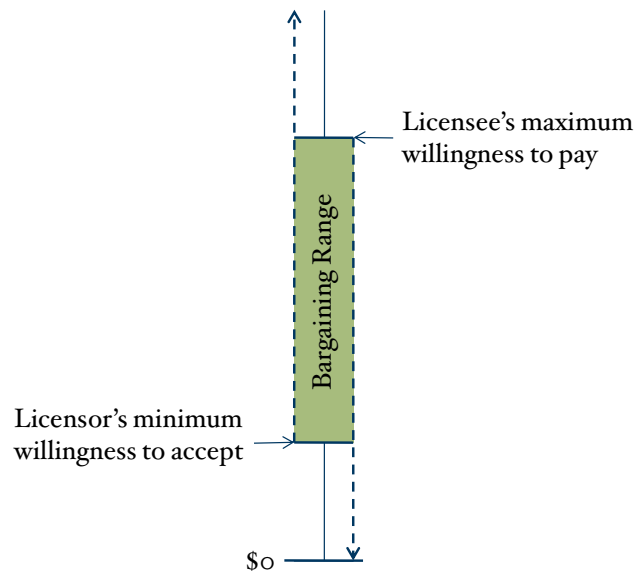 Licensee’s maximum
willingness to pay
Bargaining Range
Licensor’s minimum
willingness to accept
$0